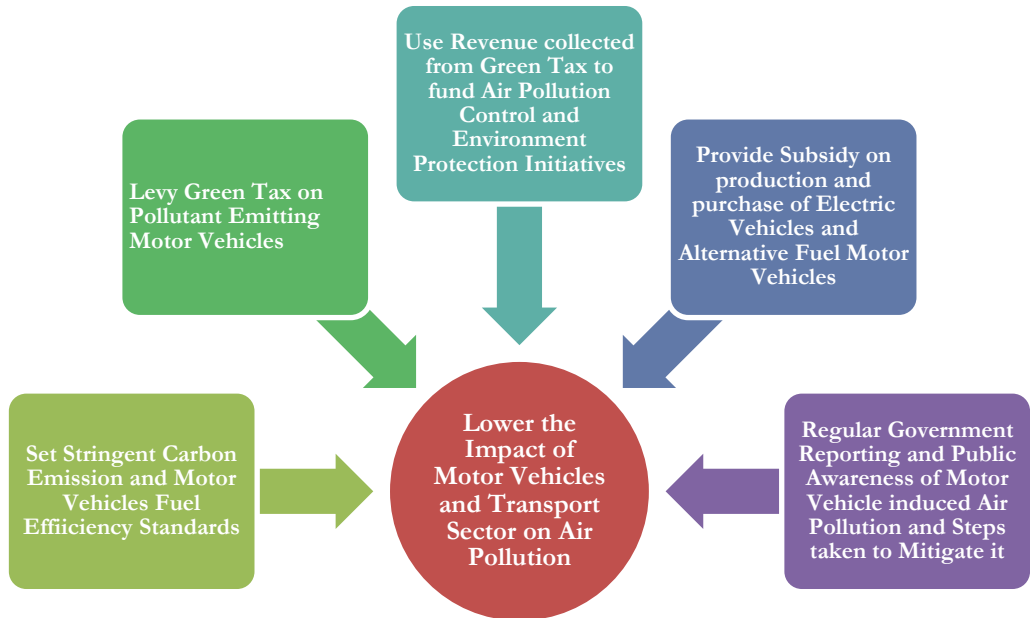 Set Stringent Carbon
Emission and Motor
Vehicles Fuel
Effiiciency Standards
Levy Green Tax on
Pollutant Emitting
Motor Vehicles
Use Revenue collected
from Green Tax to
fund Air Pollution
Control and
Environment
Protection Initiatives
Provide Subsidy on
production and
purchase of Electric
Vehicles and
Alternative Fuel Motor
Vehicles
Regular Government
Reporting and Public
Awareness of Motor
Vehicle induced Air
Pollution and Steps
taken to Mitigate it
Lower the
Impact of
Motor Vehicles
and Transport
Sector on Air
Pollution